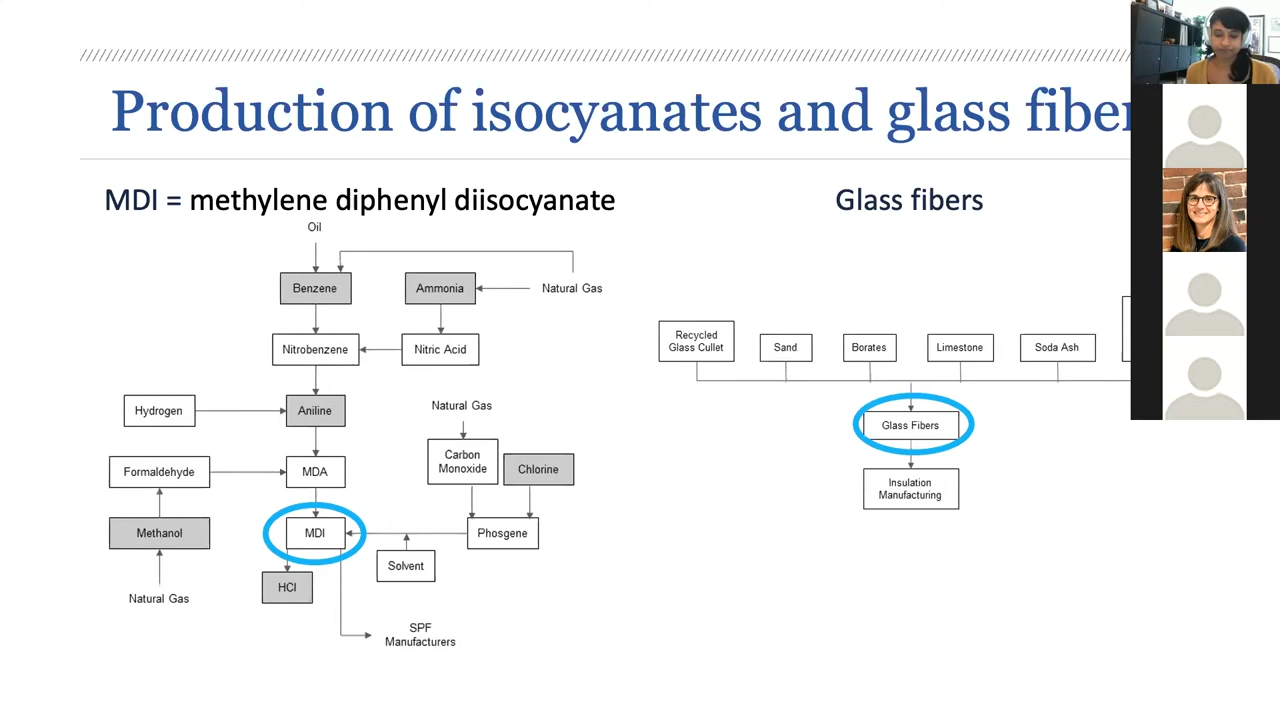 Production of isocyanates and glass fiber
MDI = methylene diphenyl diisocyanate
Glass fibers
Oil
Benzene
Ammonia
Natural Gas
Nitrobenzene
Nitric Acid
Hydrogen
Aniline
Natural Gas
Formaldehyde
MDA
Carbon
Monoxide
Chlorine
Methanol
MDI
Phosgene
Solvent
HCl
Natural Gas
SPF
Manufacturers
Recycled
Glass Cullet
Sand
Borates
Limestone
Soda Ash
Glass Fibers
Insulation
Manufacturing